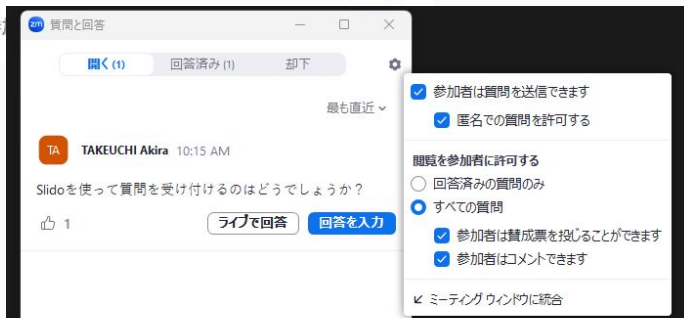 zm 質問と回答
開く (1) 回答済み (1) 却下
最も直近
TA TAKEUCHI Akira 10:15 AM
Slidoを使って質問を受け付けるのはどうでしょうか？
1 ライブで回答 回答を入力
参加者は質問を送信できます
匿名での質問を許可する
閲覧を参加者に許可する
回答済みの質問のみ
すべての質問
参加者は賛成票を投じることができます
参加者はコメントできます
ミーティング ウィンドウに統合